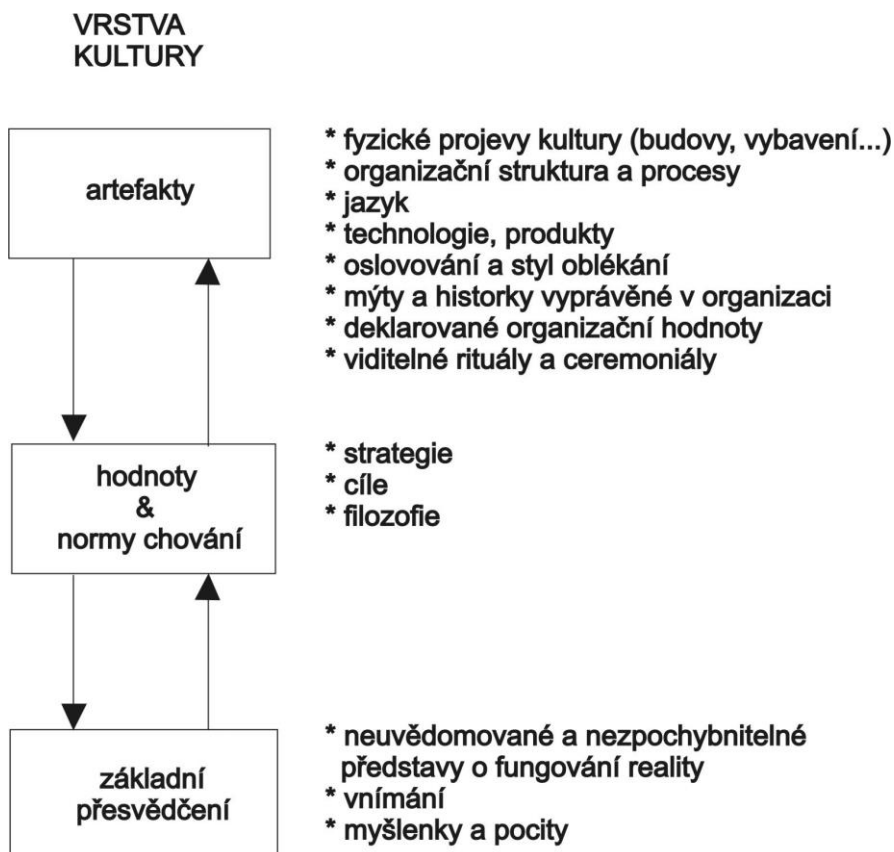 VRSTVA
KULTURY
artefakty
* fyzické projevy kultury (budovy, vybavení...)
* organizační struktura a procesy
* jazyk
* technologie, produkty
* oslovování a styl oblékání
* mýty a historky vyprávěné v organizaci
* deklarované organizační hodnoty
* viditelné rituály a ceremoniály
hodnoty
&
normy chování
* strategie
* cíle
* filozofie
základní
přesvědčení
* neuvědomované a nezpochybnitelné
představy o fungování reality
* vnímání
* myšlenky a pocity